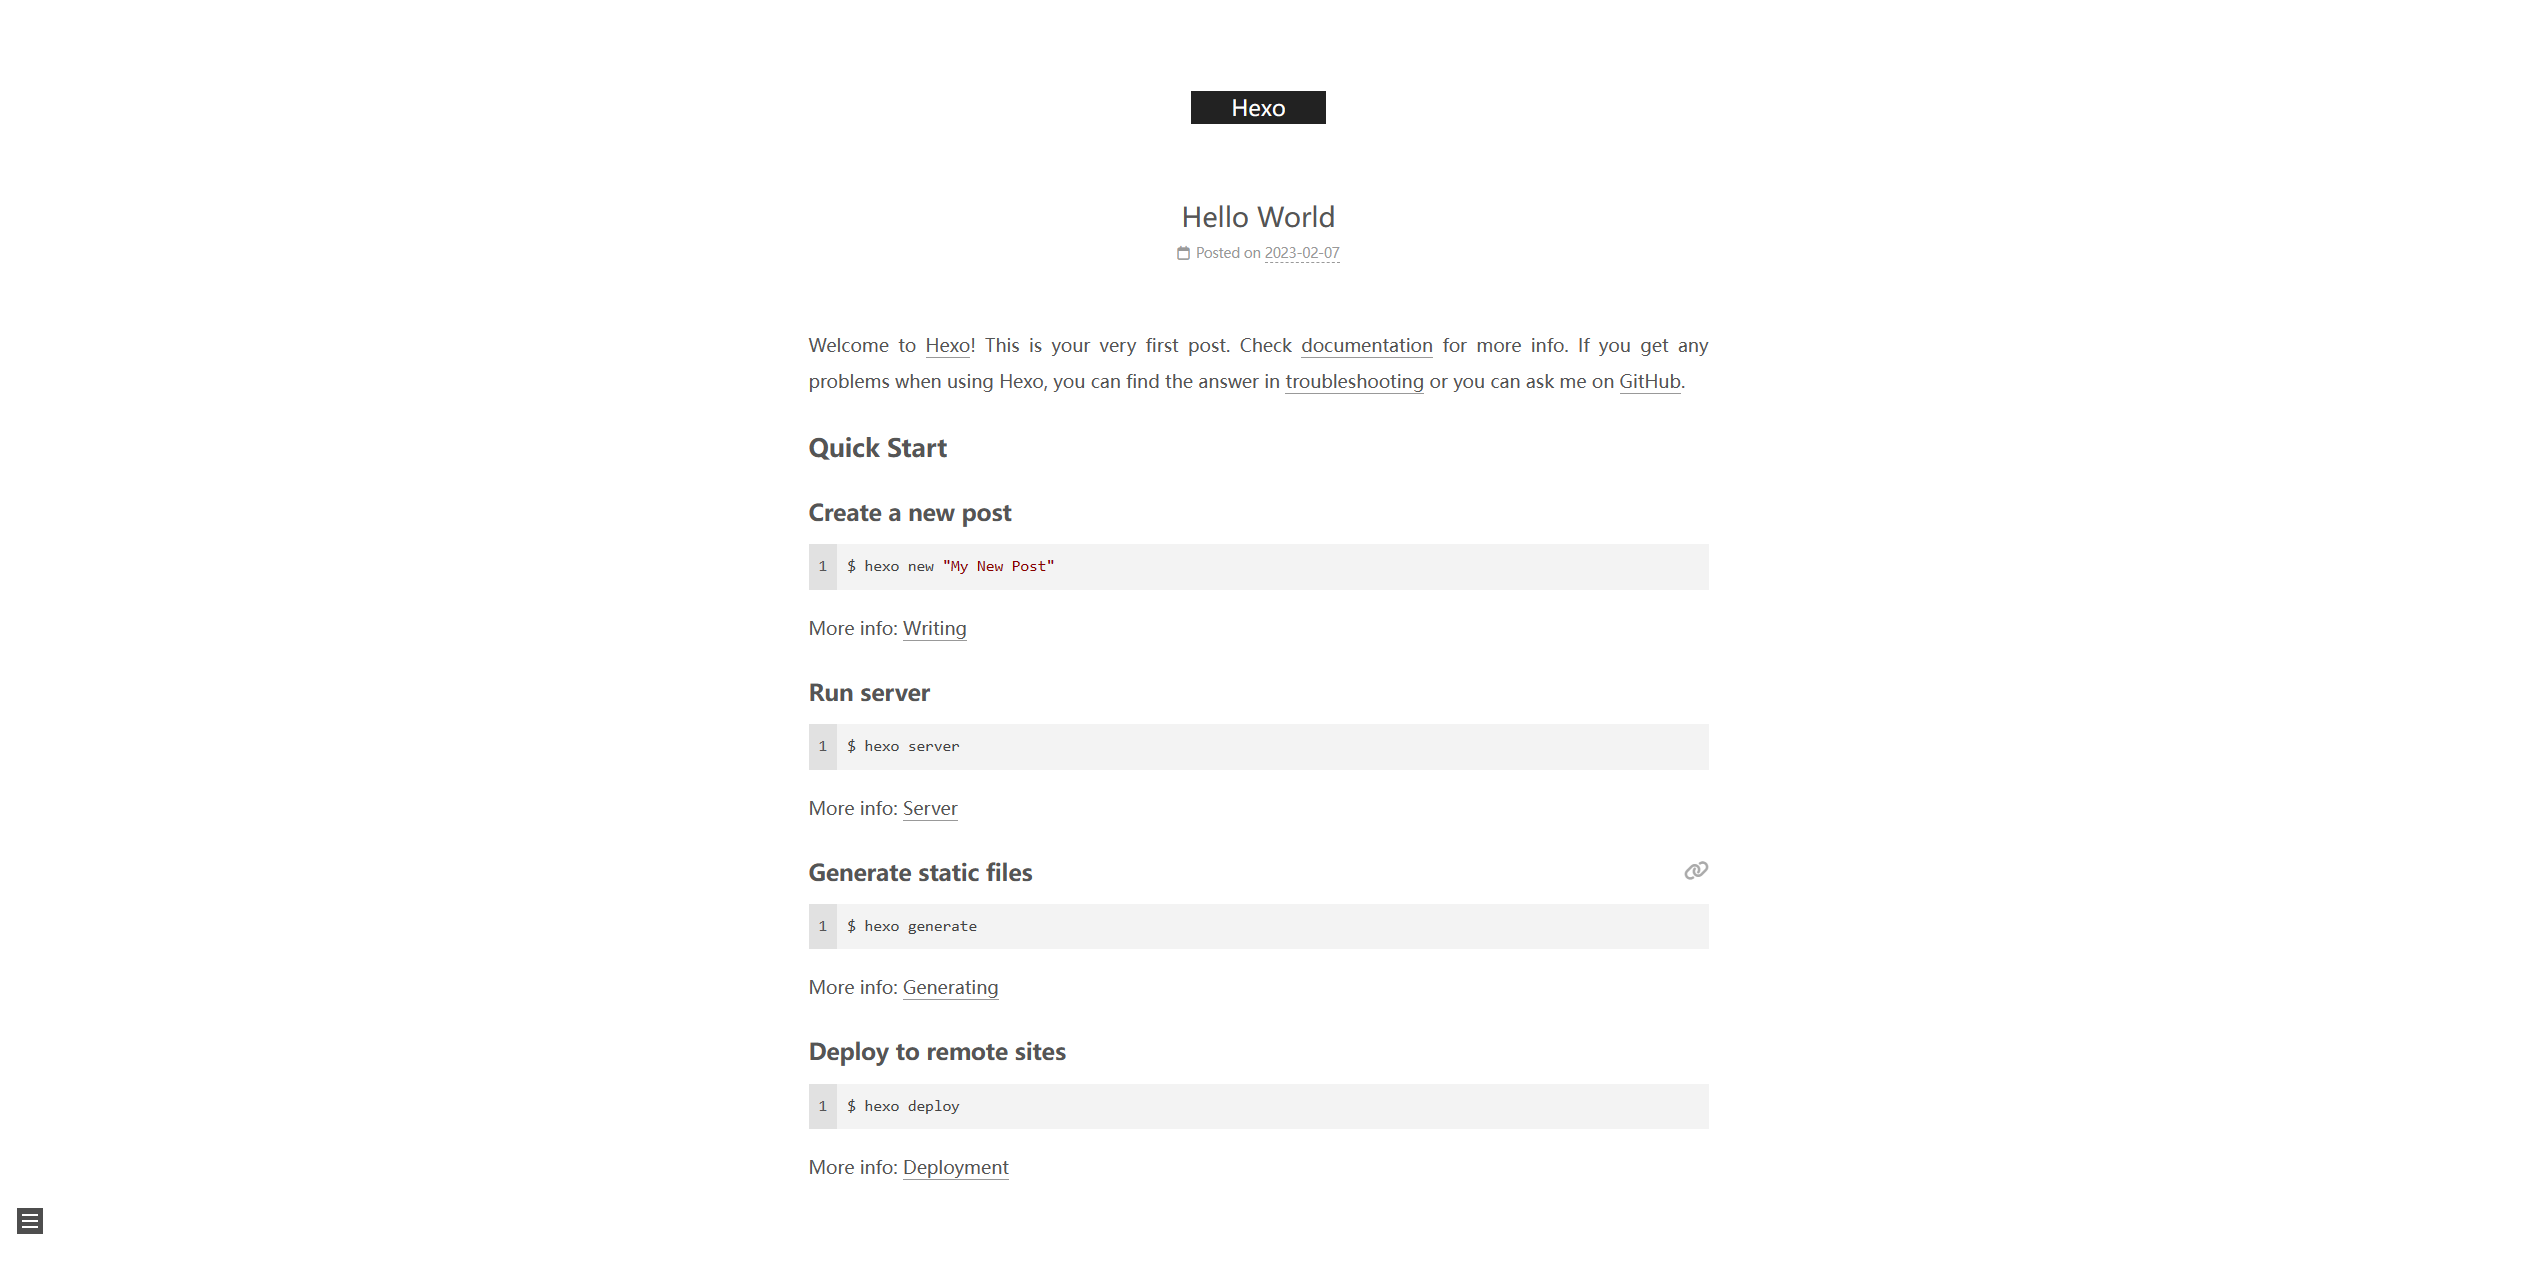 Hexo
Hello World
Posted on 2023-02-07
Welcome to Hexo! This is your very first post. Check documentation for more info. If you get any
problems when using Hexo, you can find the answer in troubleshooting or you can ask me on GitHub.
Quick Start
Create a new post
1 $ hexo new "My New Post"
More info: Writing
Run server
1 $ hexo server
More info: Server
Generate static files
1 $ hexo generate
More info: Generating
Deploy to remote sites
1 $ hexo deploy
More info: Deployment